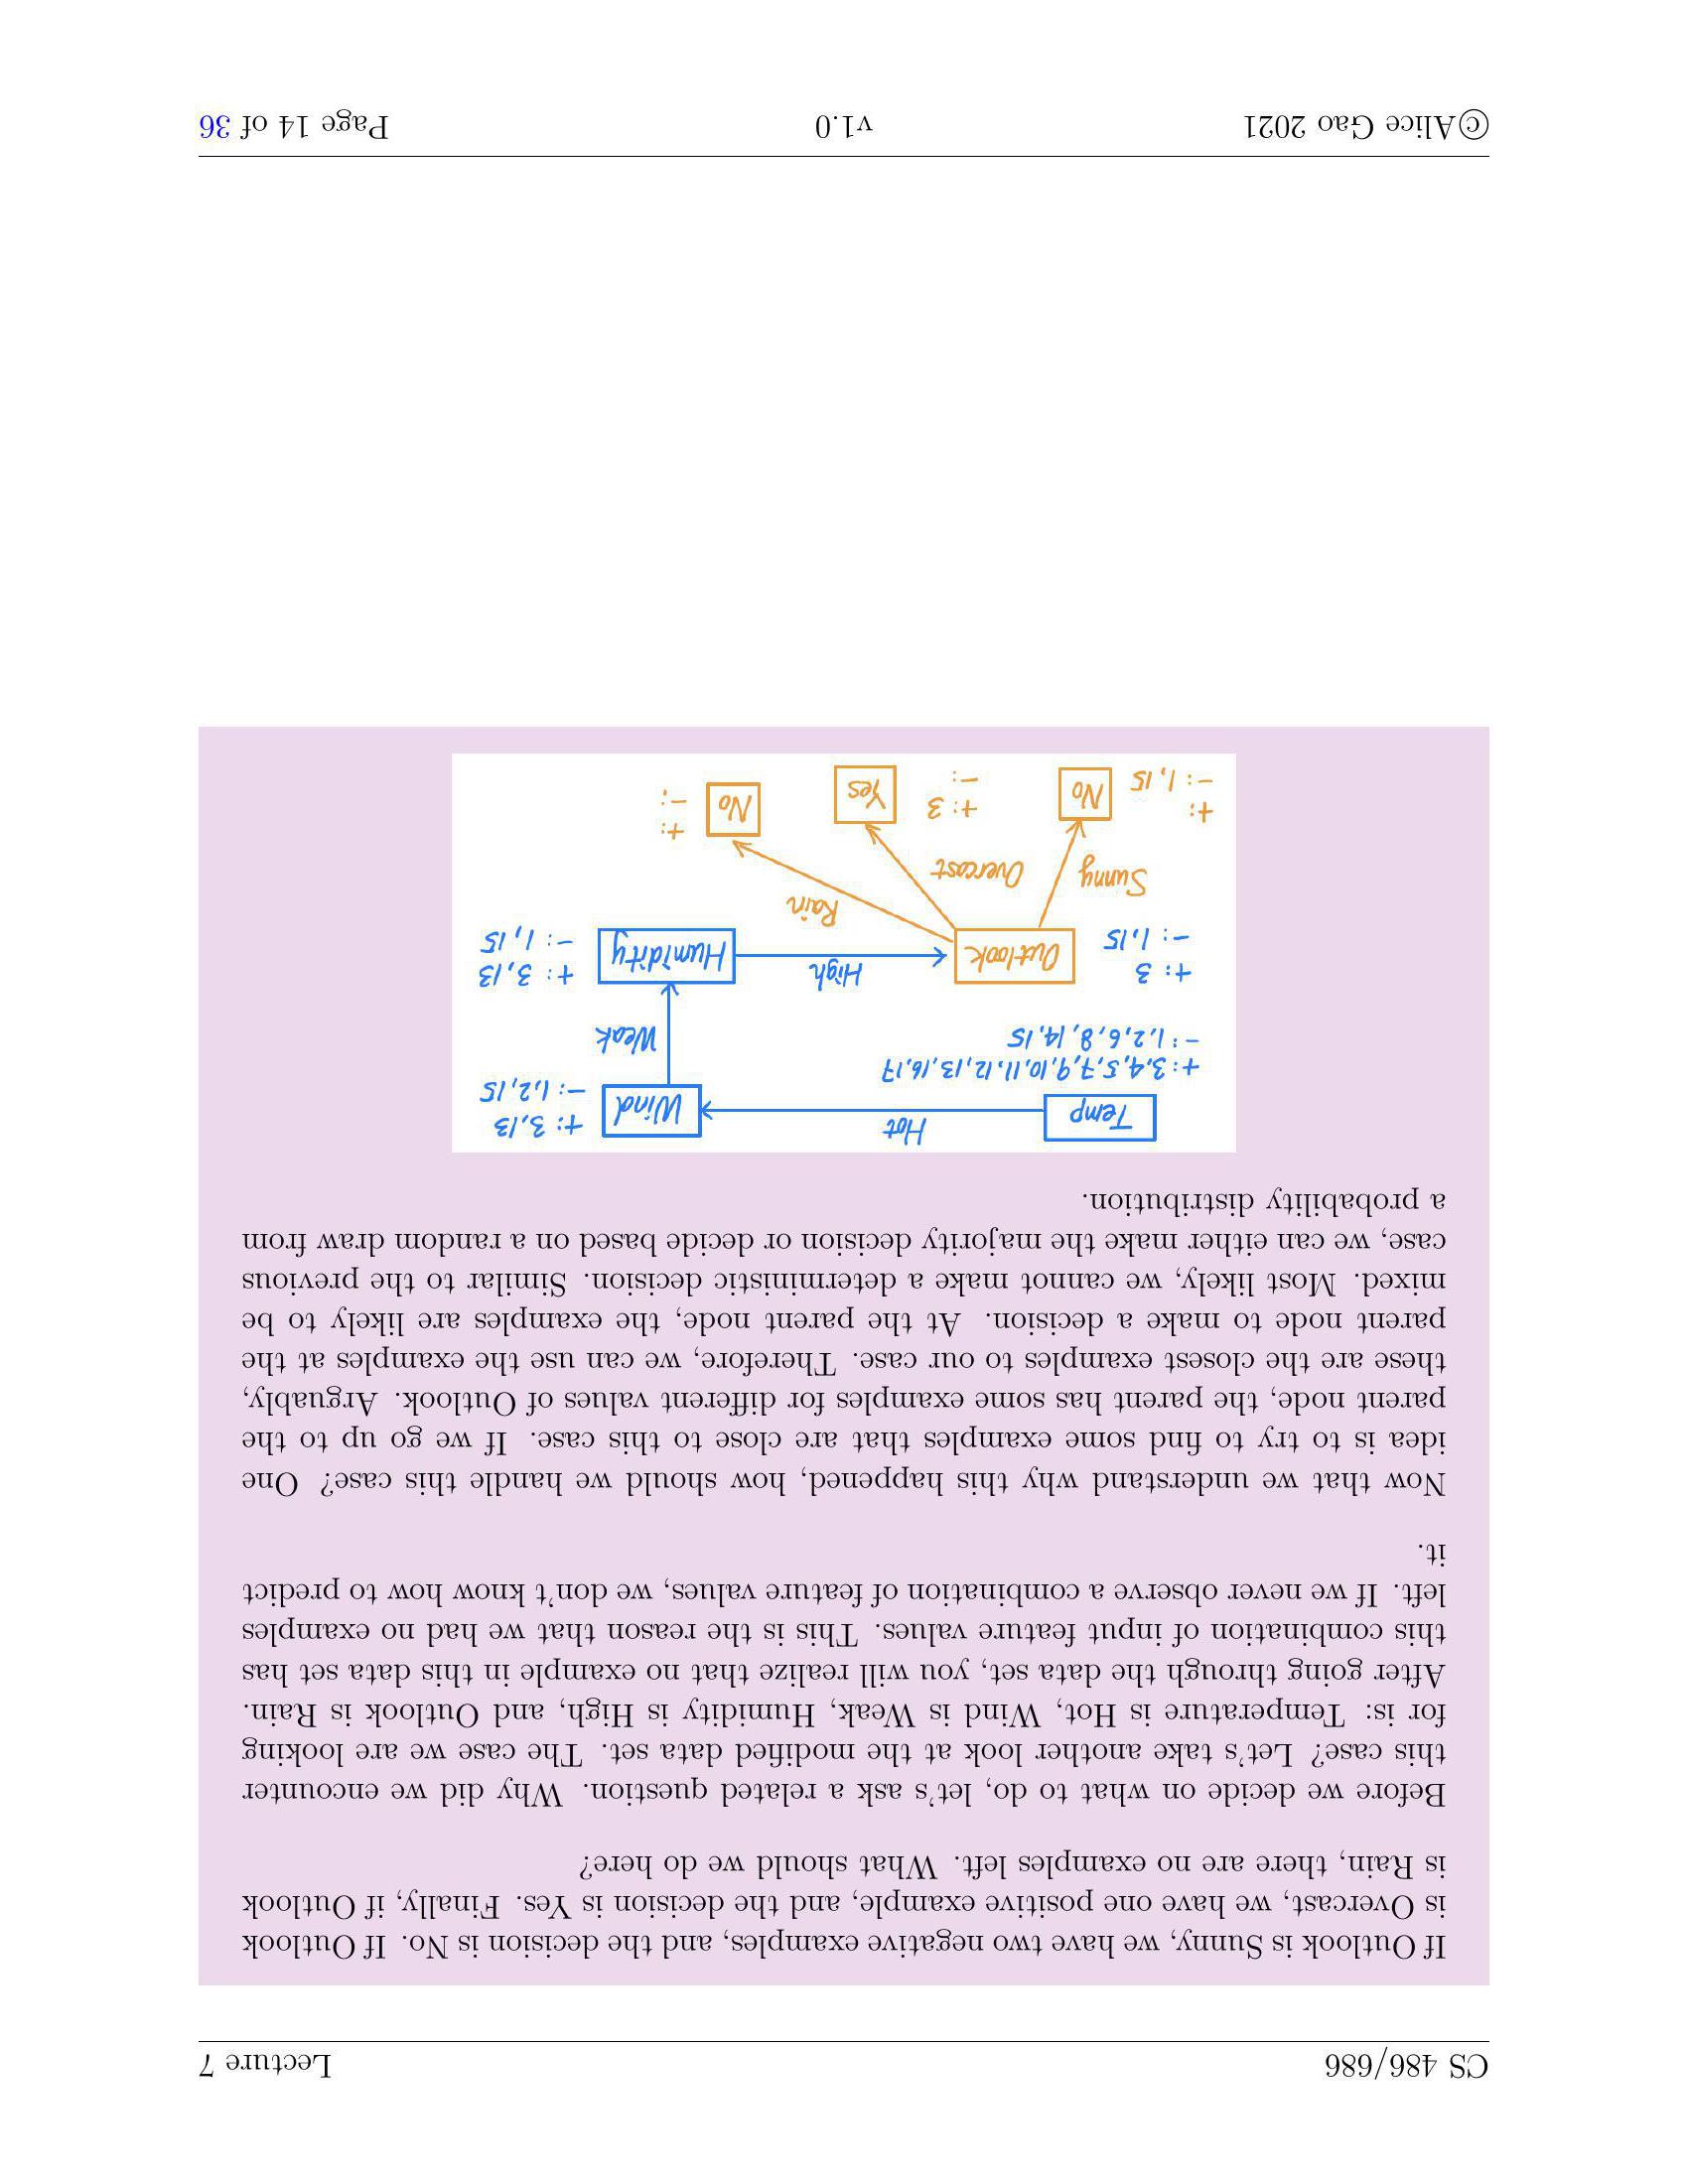 CS 486/686 Lecture 7
If Outlook is Sunny, we have two negative examples, and the decision is No. If Outlook
is Overcast, we have one positive example, and the decision is Yes. Finally, if Outlook
is Rain, there are no examples left. What should we do here?
Before we decide on what to do, let's ask a related question. Why did we encounter
this case? Let's take another look at the modified data set. The case we are looking
for is: Temperature is Hot, Wind is Weak, Humidity is High, and Outlook is Rain.
After going through the data set, you will realize that no example in this data set has
this combination of input feature values. This is the reason that we had no examples
left. If we never observe a combination of feature values, we don't know how to predict
it.
Now that we understand why this happened, how should we handle this case? One
idea is to try to find some examples that are close to this case. If we go up to the
parent node, the parent has some examples for different values of Outlook. Arguably,
these are the closest examples to our case. Therefore, we can use the examples at the
parent node to make a decision. At the parent node, the examples are likely to be
mixed. Most likely, we cannot make a deterministic decision. Similar to the previous
case, we can either make the majority decision or decide based on a random draw from
a probability distribution.
Temp
Hot
Wind
+: 3,13
-: 1,2,15
+: 3,4,5,7,9,10,11,12,13,16,17
-: 1,2,6,8,14,15
Weak
+: 3
-: 1,15
Outlook
High
Humidity
+: 3,13
-: 1,15
Sunny
Overcast
Rain
+:
-: 1,15
No
+: 3
-:
Yes
No
+:
-:
©Alice Gao 2021 v1.0 Page 14 of 36